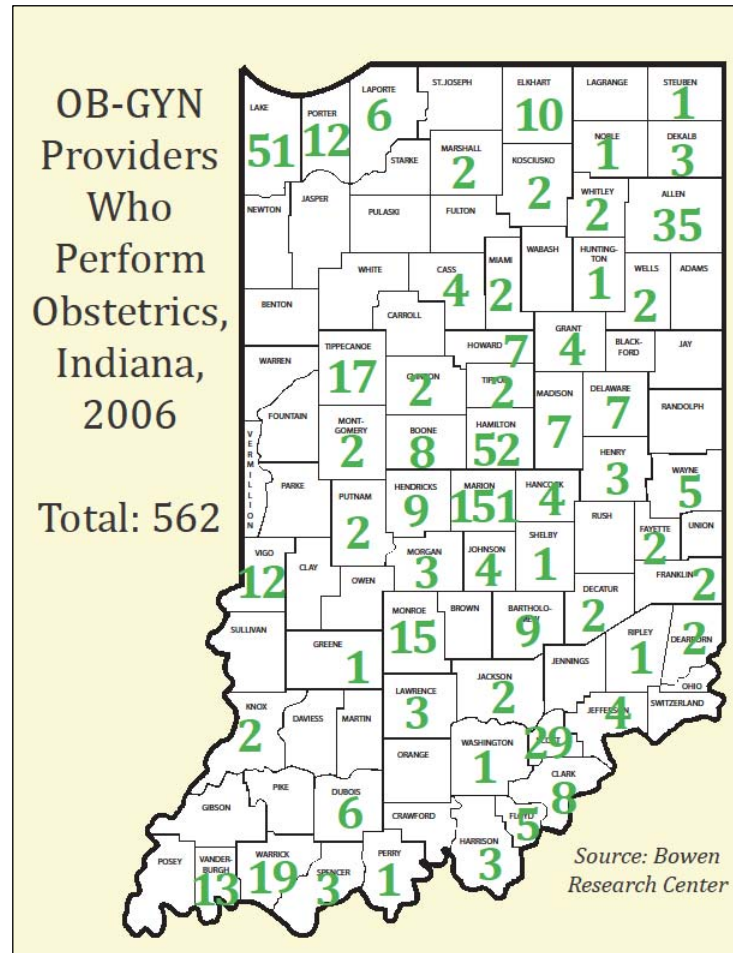 OB-GYN
Providers
Who
Perform
Obstetrics,
Indiana,
2006
Total: 562
LAKE
51
PORTER
12
LAPORTE
6
ST. JOSEPH
ELKHART
10
LAGRANGE
STEUBEN
1
NOBLE
1
DEKALB
3
STARKE
MARSHALL
2
KOSCIUSKO
2
WHITLEY
2
ALLEN
35
NEWTON
JASPER
PULASKI
FULTON
WHITE
CASS
4
MIAMI
2
WABASH
HUNTING-
TON
1
WELLS
2
ADAMS
BENTON
CARROLL
TIPPECANOE
17
HOWARD
7
GRANT
4
BLACK-
FORD
JAY
WARREN
CLINTON
2
TIPTON
2
MADISON
7
DELAWARE
7
RANDOLPH
FOUNTAIN
MONT-
GOMERY
2
BOONE
8
HAMILTON
52
HENRY
3
WAYNE
5
VERMILLION
PARKE
PUTNAM
2
HENDRICKS
9
MARION
151
HANCOCK
4
SHELBY
1
RUSH
FAYETTE
2
UNION
VIGO
12
CLAY
OWEN
MORGAN
3
JOHNSON
4
DECATUR
2
FRANKLIN
2
SULLIVAN
GREENE
1
MONROE
15
BROWN
BARTHOLO-
MEW
9
JENNINGS
RIPLEY
1
DEARBORN
2
OHIO
KNOX
2
DAVIESS
MARTIN
LAWRENCE
3
JACKSON
2
JEFFERSON
4
SWITZERLAND
ORANGE
WASHINGTON
1
SCOTT
29
CLARK
8
GIBSON
PIKE
DUBOIS
6
CRAWFORD
FLOYD
5
HARRISON
3
POSEY
VANDER-
BURGH
13
WARRICK
19
SPENCER
3
PERRY
1
Source: Bowen
Research Center